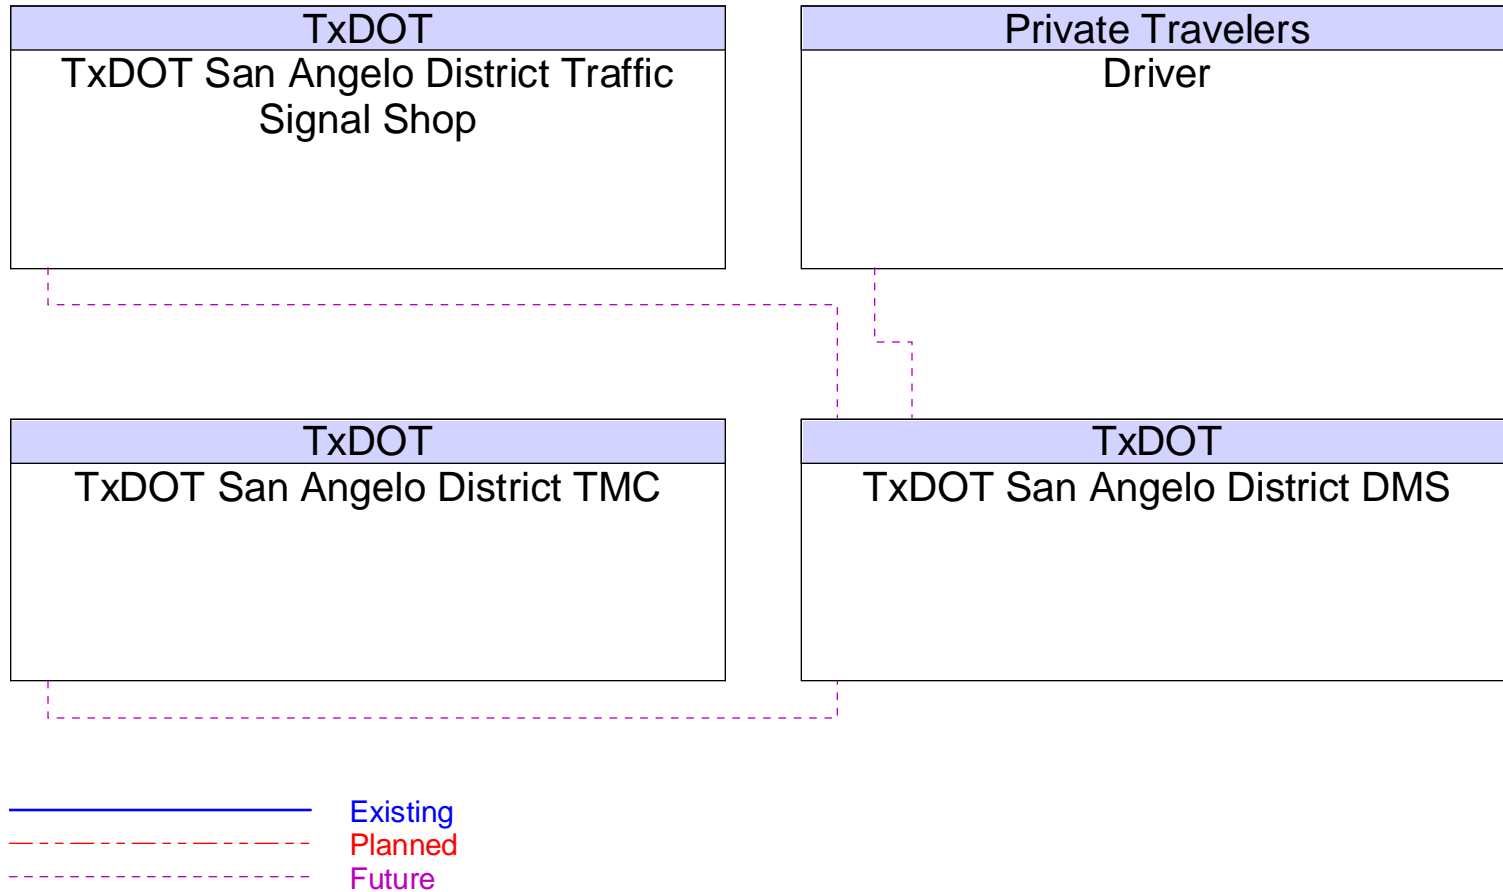 TxDOT
TxDOT San Angelo District Traffic
Signal Shop
Private Travelers
Driver
TxDOT
TxDOT San Angelo District TMC
TxDOT
TxDOT San Angelo District DMS
Existing
Planned
Future